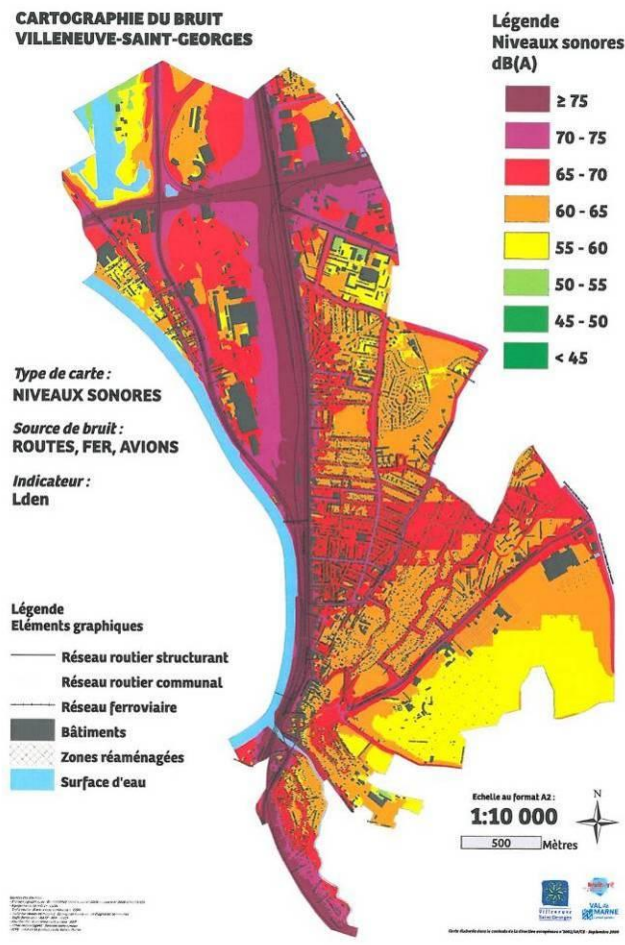 CARTOGRAPHIE DU BRUIT
VILLENEUVE-SAINT-GEORGES
Légende
Niveaux sonores
dB(A)
≥ 75
70 - 75
65 - 70
60 - 65
55 - 60
50 - 55
45 - 50
< 45
Type de carte :
NIVEAUX SONORES
Source de bruit :
ROUTES, FER, AVIONS
Indicateur :
Lden
Légende
Eléments graphiques
Réseau routier structurant
Réseau routier communal
Réseau ferroviaire
Bâtiments
Zones réaménagées
Surface d'eau
Echelle au format A2 :
1:10 000
500 Mètres
N
Villeneuve
Saint-Georges
VAL de
MARNE